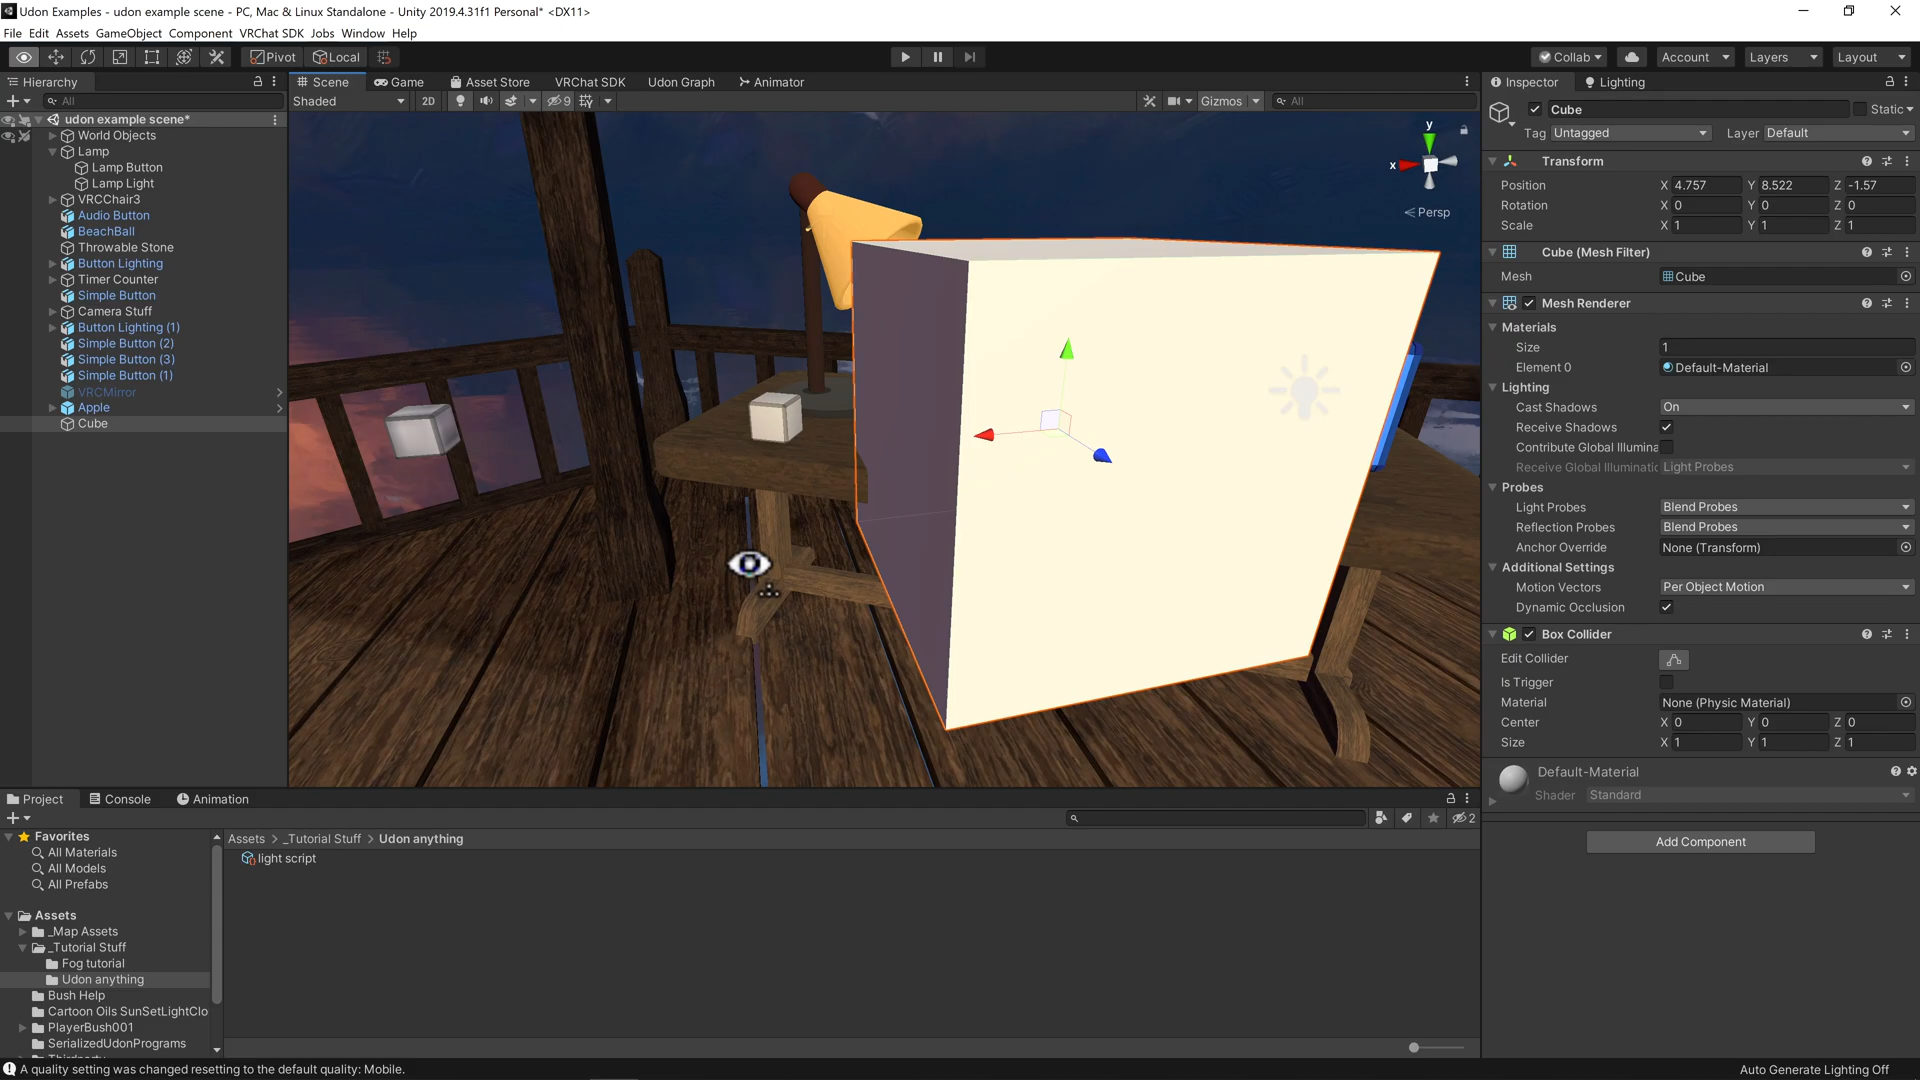 Udon Examples - udon example scene - PC, Mac & Linux Standalone - Unity 2019.4.31f1 Personal* <DX11>
File Edit Assets GameObject Component VRChat SDK Jobs Window Help
Pivot Local Collab Account Layers Layout
Hierarchy Scene Game Asset Store VRChat SDK Udon Graph Animator Inspector Lighting
All Shaded 2D 9 Gizmos All
udon example scene*
World Objects
Lamp
Lamp Button
Lamp Light
VRCChair3
Audio Button
BeachBall
Throwable Stone
Button Lighting
Timer Counter
Simple Button
Camera Stuff
Button Lighting (1)
Simple Button (2)
Simple Button (3)
Simple Button (1)
VRCMirror
Apple
Cube
y
x
Persp
Cube Static
Tag Untagged Layer Default
Transform
Position X 4.757 Y 8.522 Z -1.57
Rotation X 0 Y 0 Z 0
Scale X 1 Y 1 Z 1
Cube (Mesh Filter)
Mesh Cube
Mesh Renderer
Materials
Size 1
Element 0 Default-Material
Lighting
Cast Shadows On
Receive Shadows
Contribute Global Illumina
Receive Global Illuminatic Light Probes
Probes
Light Probes Blend Probes
Reflection Probes Blend Probes
Anchor Override None (Transform)
Additional Settings
Motion Vectors Per Object Motion
Dynamic Occlusion
Box Collider
Edit Collider
Is Trigger
Material None (Physic Material)
Center X 0 Y 0 Z 0
Size X 1 Y 1 Z 1
Default-Material
Shader Standard
Add Component
Project Console Animation
2
Favorites
All Materials
All Models
All Prefabs
Assets
_Map Assets
_Tutorial Stuff
Fog tutorial
Udon anything
Bush Help
Cartoon Oils SunSetLightClo
PlayerBush001
SerializedUdonPrograms
Assets > _Tutorial Stuff > Udon anything
light script
A quality setting was changed resetting to the default quality: Mobile.
Auto Generate Lighting Off